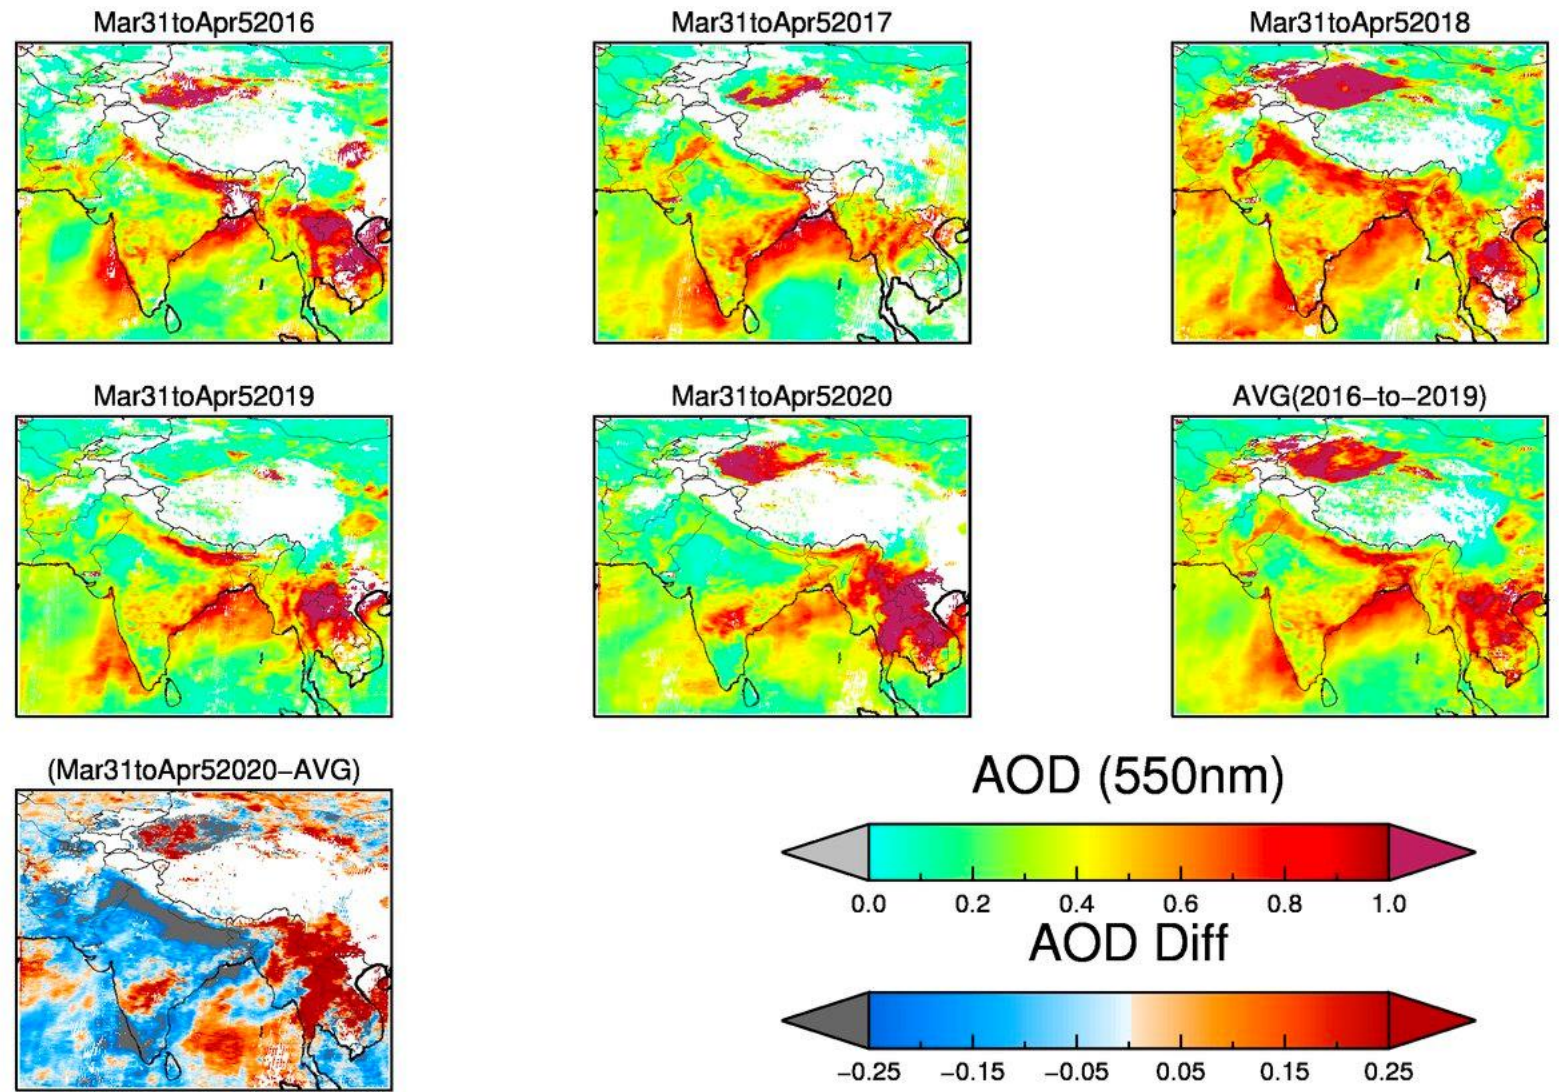 Mar31toApr52016
Mar31toApr52017
Mar31toApr52018
Mar31toApr52019
Mar31toApr52020
AVG(2016−to−2019)
(Mar31toApr52020−AVG)
AOD (550nm)
0.0 0.2 0.4 0.6 0.8 1.0
AOD Diff
−0.25 −0.15 −0.05 0.05 0.15 0.25